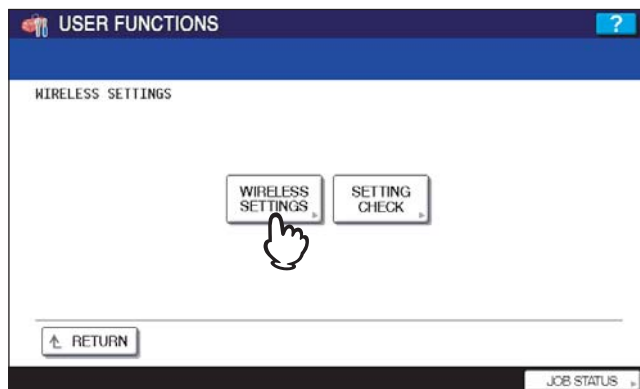 USER FUNCTIONS
?
WIRELESS SETTINGS
WIRELESS
SETTINGS
SETTING
CHECK
RETURN
JOB STATUS